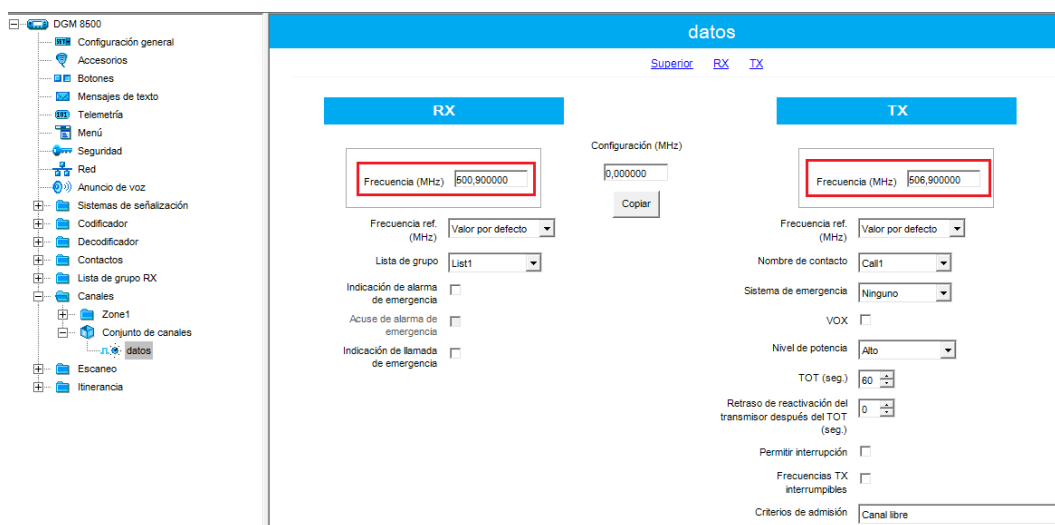 DGM 8500
Configuración general
Accesorios
Botones
Mensajes de texto
Telemetría
Menú
Seguridad
Red
Anuncio de voz
Sistemas de señalización
Codificador
Decodificador
Contactos
Lista de grupo RX
Canales
Zone1
Conjunto de canales
datos
Escaneo
Itinerancia
datos
Superior RX TX
RX
Frecuencia (MHz) 500,900000
Frecuencia ref. (MHz) Valor por defecto
Lista de grupo List1
Indicación de alarma
de emergencia
Acuse de alarma de
emergencia
Indicación de llamada
de emergencia
Configuración (MHz)
0,000000
Copiar
TX
Frecuencia (MHz) 506,900000
Frecuencia ref. (MHz) Valor por defecto
Nombre de contacto Call1
Sistema de emergencia Ninguno
VOX
Nivel de potencia Alto
TOT (seg.) 60
Retraso de reactivación del
transmisor después del TOT 0
(seg.)
Permitir interrupción
Frecuencias TX
interrumpibles
Criterios de admisión Canal libre